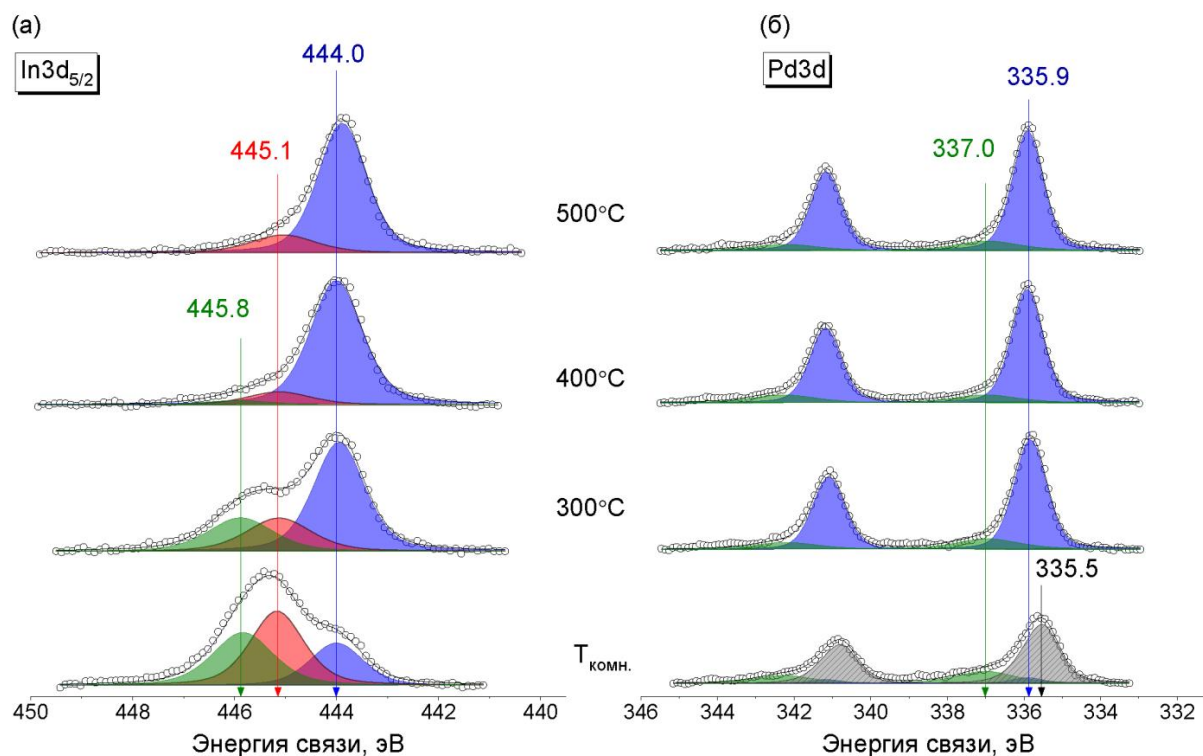 (а)
In3d5/2
444.0
445.1
445.8
(б)
Pd3d
335.9
337.0
335.5
500°C
400°C
300°C
Tкомн.
450 448 446 444 442 440
Энергия связи, эВ
346 344 342 340 338 336 334 332
Энергия связи, эВ